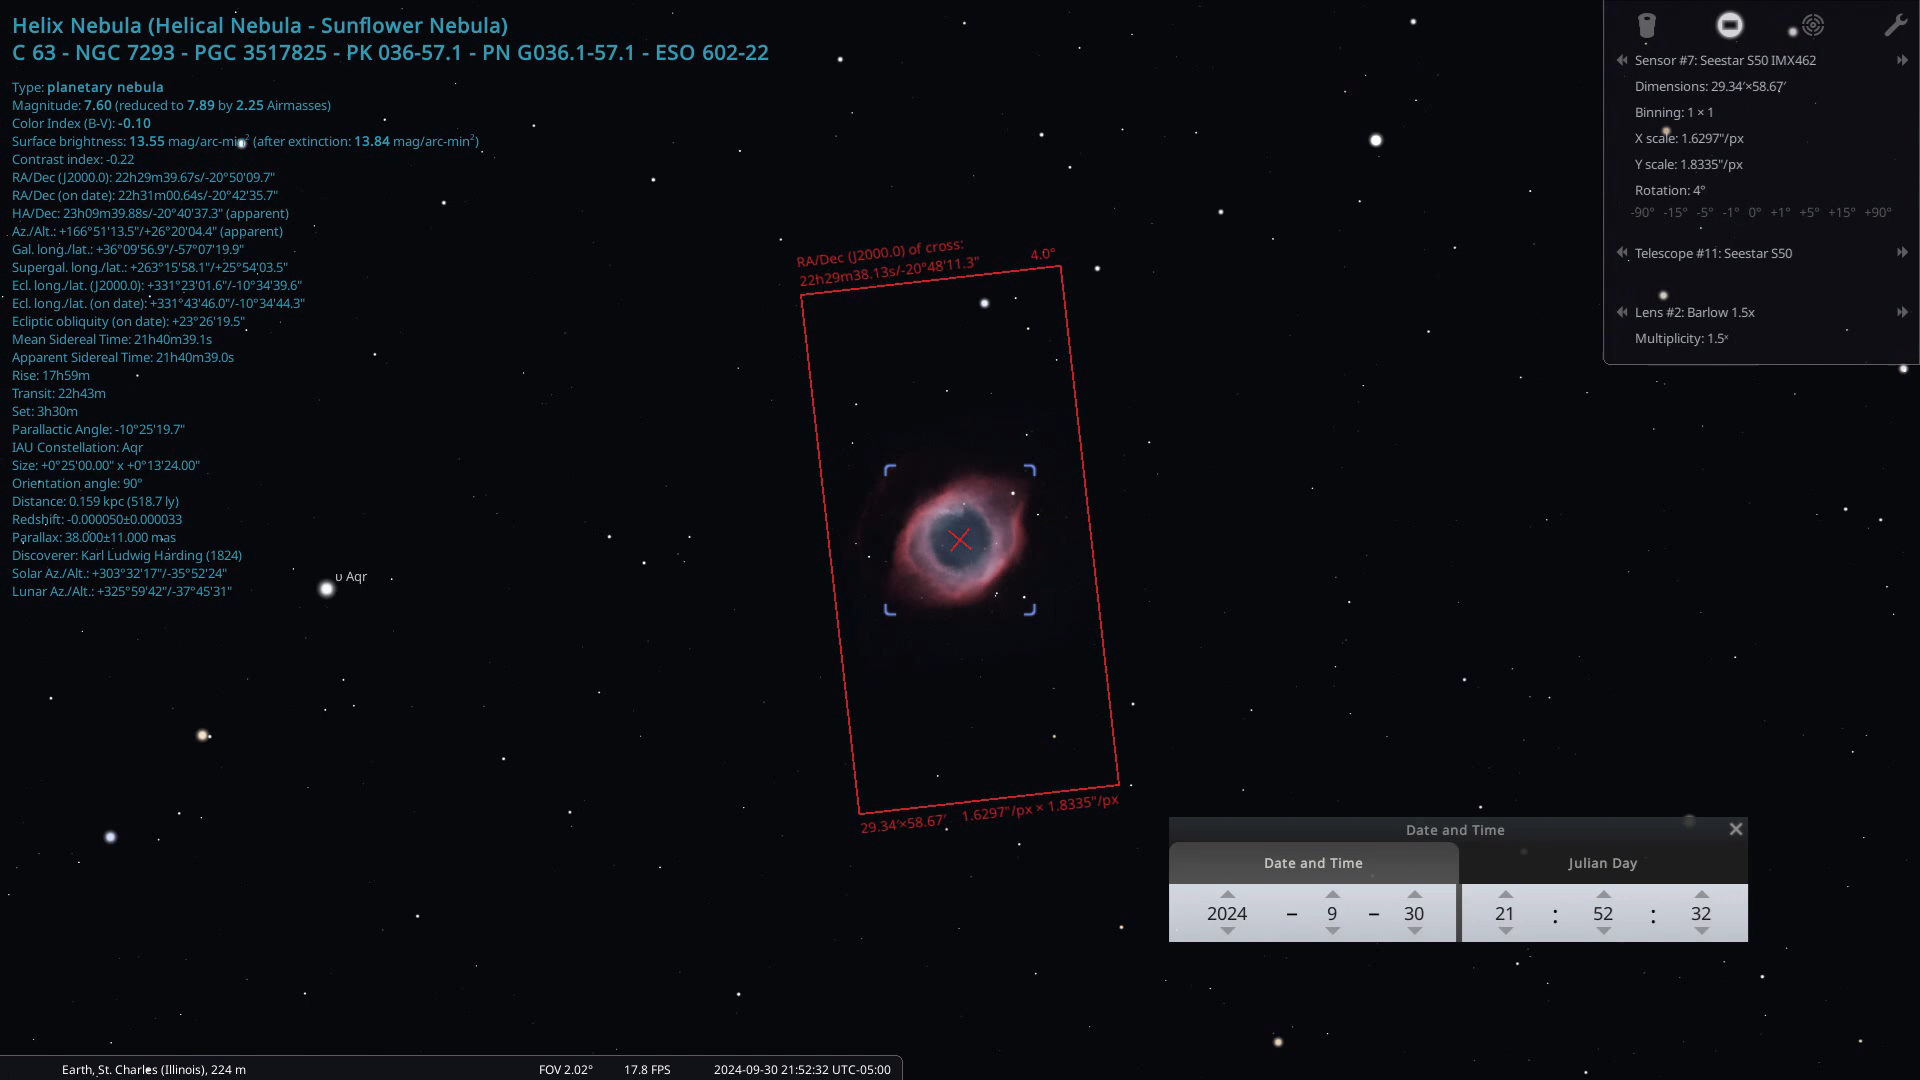 Helix Nebula (Helical Nebula - Sunflower Nebula)
C 63 - NGC 7293 - PGC 3517825 - PK 036-57.1 - PN G036.1-57.1 - ESO 602-22
Type: planetary nebula
Magnitude: 7.60 (reduced to 7.89 by 2.25 Airmasses)
Color Index (B-V): -0.10
Surface brightness: 13.55 mag/arc-min² (after extinction: 13.84 mag/arc-min²)
Contrast index: -0.22
RA/Dec (J2000.0): 22h29m39.67s/-20°50'09.7"
RA/Dec (on date): 22h31m00.64s/-20°42'35.7"
HA/Dec: 23h09m39.88s/-20°40'37.3" (apparent)
Az./Alt.: +166°51'13.5"/+26°20'04.4" (apparent)
Gal. long./lat.: +36°09'56.9"/-57°07'19.9"
Supergal. long./lat.: +263°15'58.1"/+25°54'03.5"
Ecl. long./lat. (J2000.0): +331°23'01.6"/-10°34'39.6"
Ecl. long./lat. (on date): +331°43'46.0"/-10°34'44.3"
Ecliptic obliquity (on date): +23°26'19.5"
Mean Sidereal Time: 21h40m39.1s
Apparent Sidereal Time: 21h40m39.0s
Rise: 17h59m
Transit: 22h43m
Set: 3h30m
Parallactic Angle: -10°25'19.7"
IAU Constellation: Aqr
Size: +0°25'00.00" x +0°13'24.00"
Orientation angle: 90°
Distance: 0.159 kpc (518.7 ly)
Redshift: -0.000050±0.000033
Parallax: 38.000±11.000 mas
Discoverer: Karl Ludwig Harding (1824)
Solar Az./Alt.: +303°32'17"/-35°52'24"
Lunar Az./Alt.: +325°59'42"/-37°45'31"
υ Aqr
RA/Dec (J2000.0) of cross:
22h29m38.13s/-20°48'11.3"
4.0°
29.34'×58.67' 1.6297"/px × 1.8335"/px
Sensor #7: Seestar S50 IMX462
Dimensions: 29.34'×58.67'
Binning: 1 × 1
X scale: 1.6297"/px
Y scale: 1.8335"/px
Rotation: 4°
-90° -15° -5° -1° 0° +1° +5° +15° +90°
Telescope #11: Seestar S50
Lens #2: Barlow 1.5x
Multiplicity: 1.5ˣ
Date and Time
Date and Time Julian Day
2024 - 9 - 30 21 : 52 : 32
Earth, St. Charles (Illinois), 224 m FOV 2.02° 17.8 FPS 2024-09-30 21:52:32 UTC-05:00